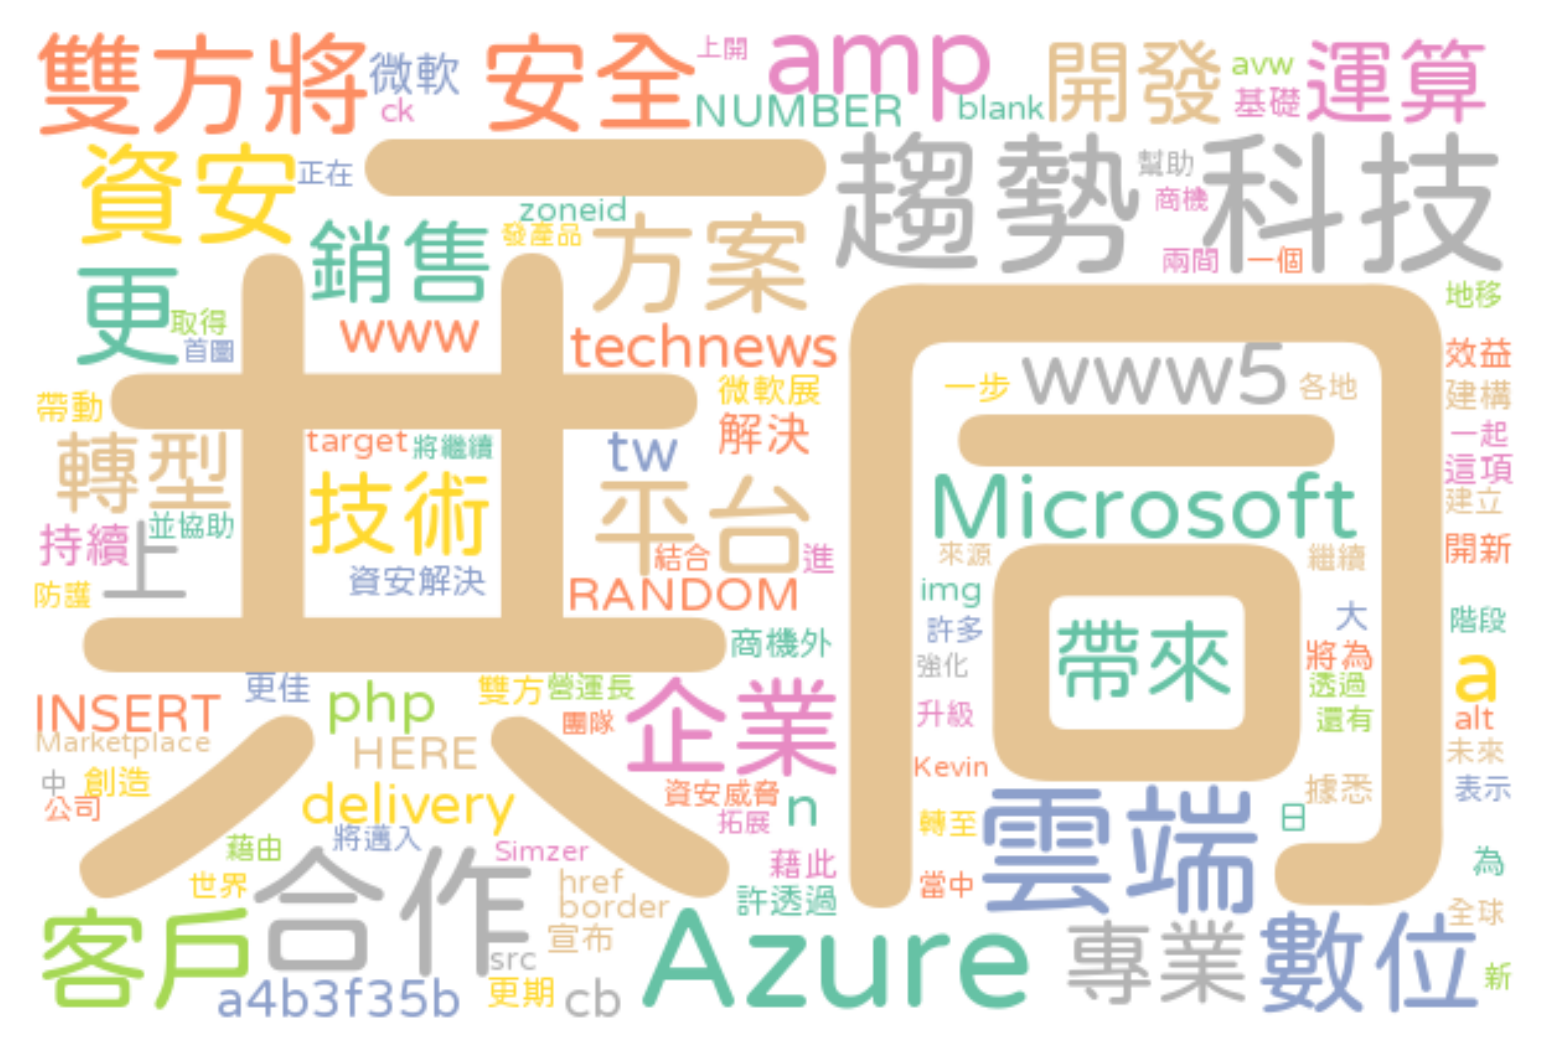 雙方將 微軟 ck 安全 上開 amp NUMBER blank 開發 avw 基礎 運算
資安 正在 趨勢科技 幫助 商機 兩間 一個
zoneid 發產品 銷售 方案
更 取得 首圖 www technews 地移
共同
帶動 微軟展 解決 一步 www5 各地 效益 建構
轉型 target 將繼續 tw 一起 這項
技術 平台 Microsoft 建立
持續 上 並協助 結合 進 來源 繼續 開新
防護 資安解決 RANDOM img 許多 大 階段
商機外 強化 帶來 將為 透過
更佳 php 雙方 營運長 a
INSERT 團隊 企業 升級 還有 alt
Marketplace HERE Kevin 未來
中 創造 資安威脅 據悉 表示
公司 delivery 拓展 n 轉至 雲端 日
藉由 將邁入 Simzer 藉此 為
世界 合作 href 許透過 當中
border 全球
客戶 宣布 Azure 專業 數位
src 新
a4b3f35b 更期 cb